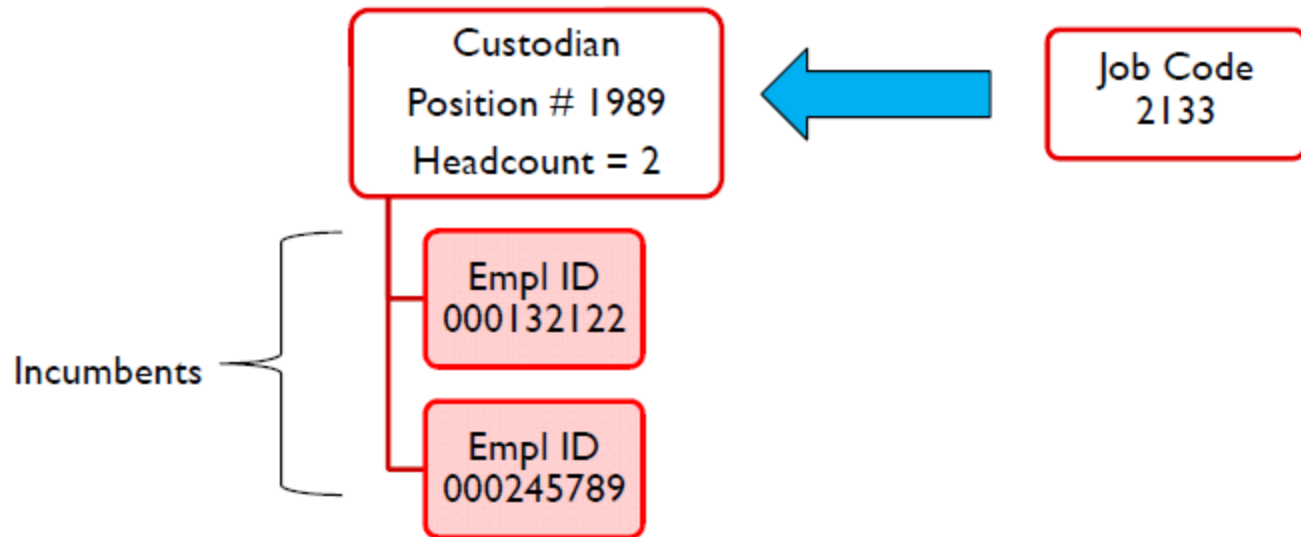 Custodian
Position # 1989
Headcount = 2
Job Code
2133
Incumbents
Empl ID
000132122
Empl ID
000245789